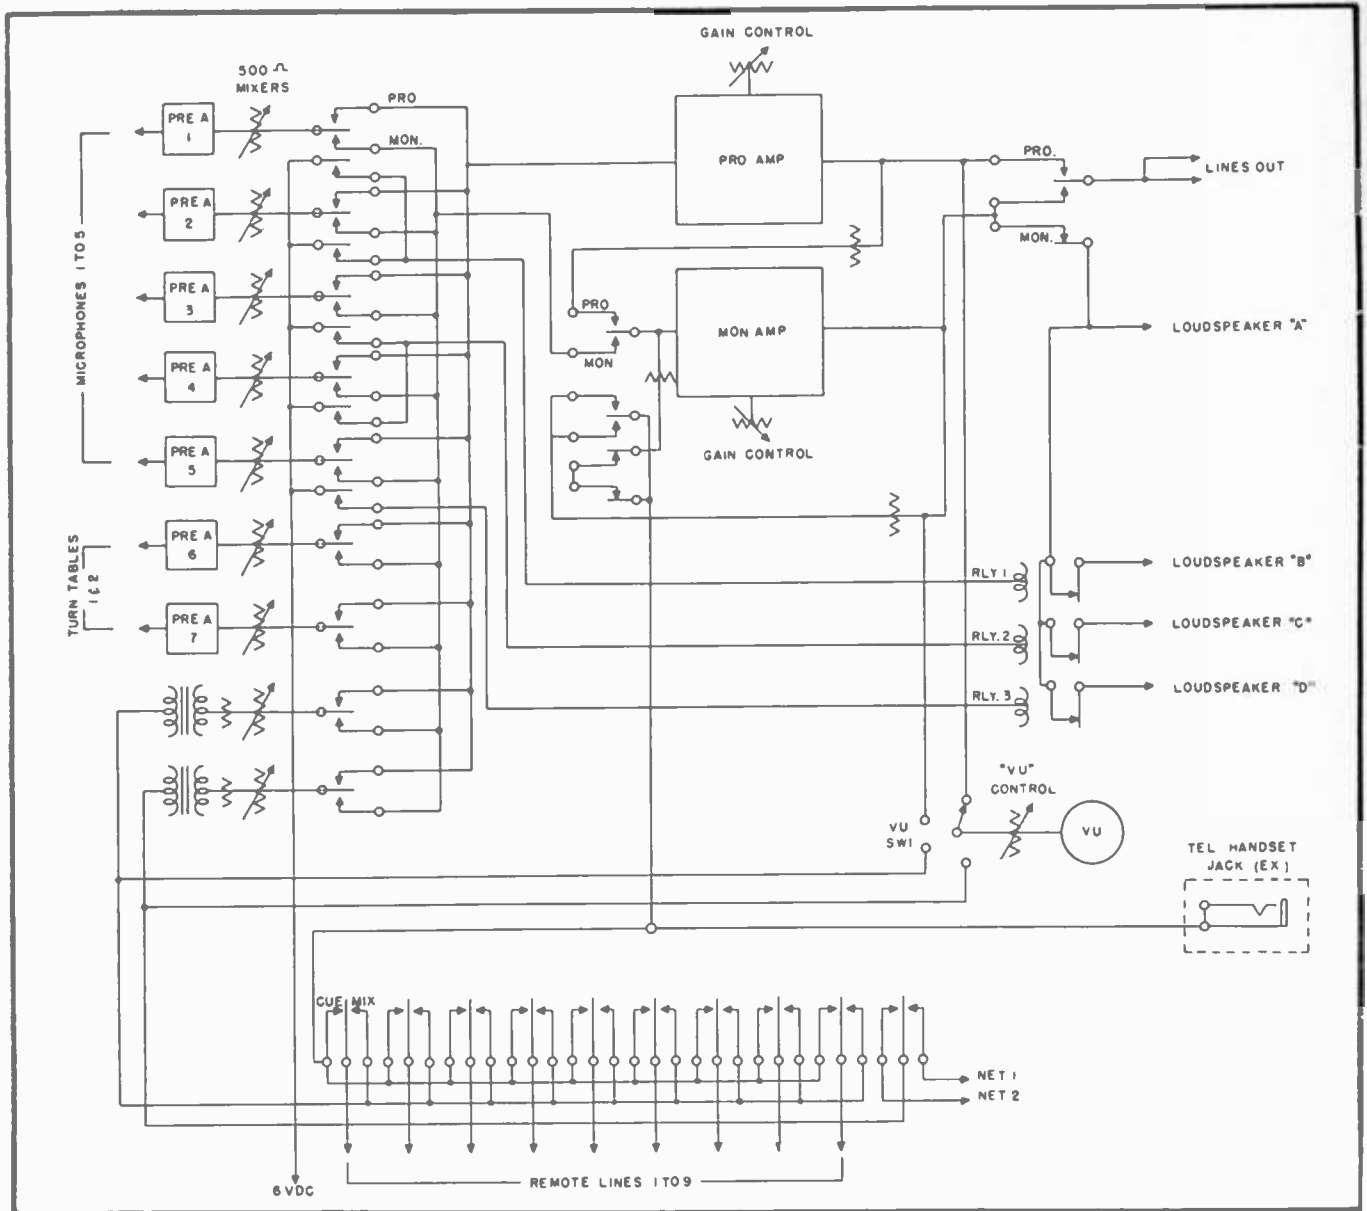 GAIN CONTROL
500 Ω
MIXERS
PRE A
1
PRO
MON.
PRO AMP
PRO.
LINES OUT
MICROPHONES 1 TO 5
PRE A
2
MON.
PRE A
3
PRO
MON AMP
LOUDSPEAKER "A"
MON
PRE A
4
GAIN CONTROL
PRE A
5
TURN TABLES
1 & 2
PRE A
6
RLY. 1
LOUDSPEAKER "B"
PRE A
7
RLY. 2
LOUDSPEAKER "C"
RLY. 3
LOUDSPEAKER "D"
"VU"
CONTROL
VU
SW1
VU
TEL HANDSET
JACK (EX)
CUE MIX
NET 1
NET 2
REMOTE LINES 1 TO 9
6 VDC